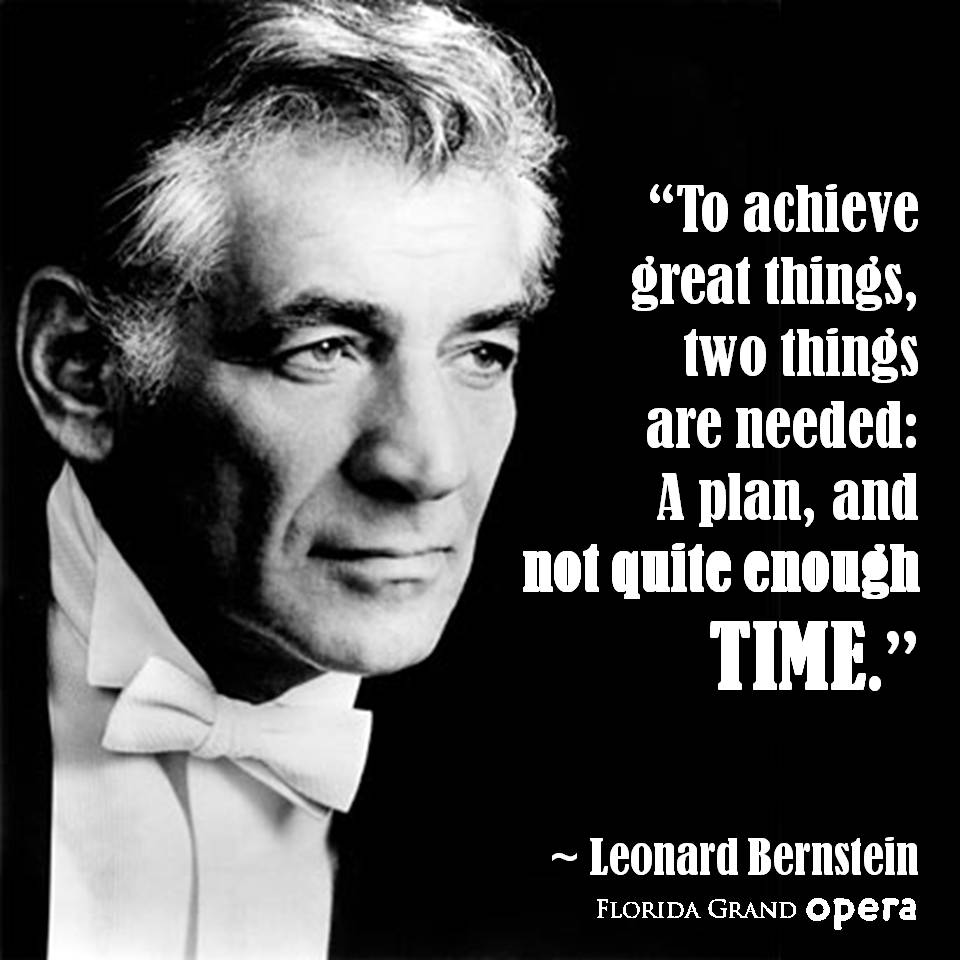 “To achieve
great things,
two things
are needed:
A plan, and
not quite enough
TIME.”
~ Leonard Bernstein
FLORIDA GRAND opera